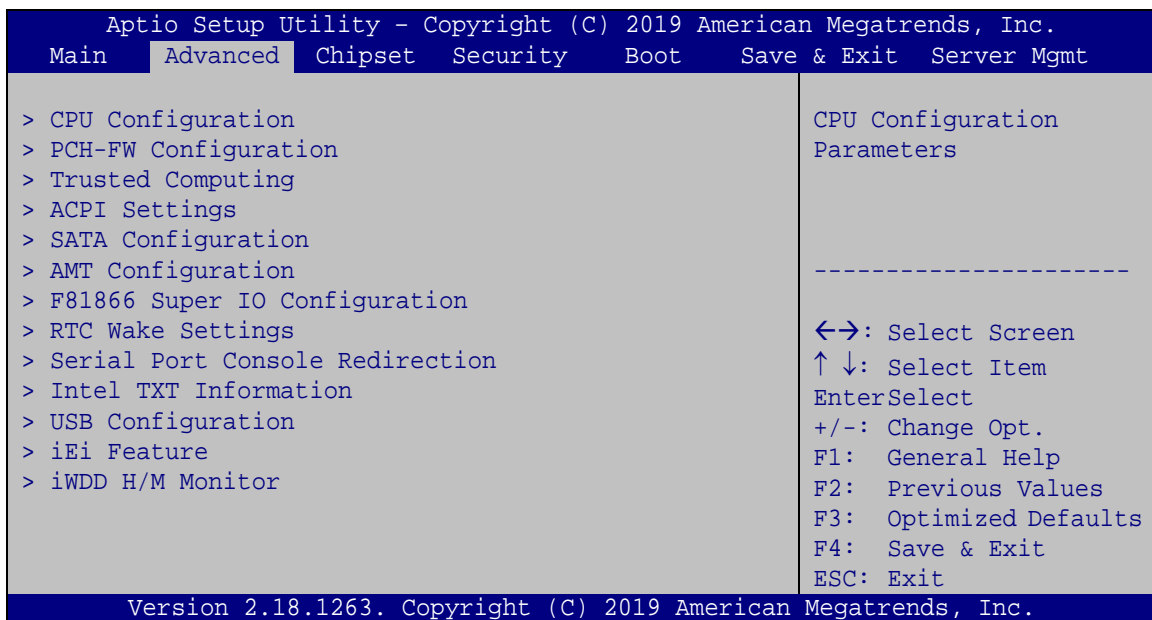 Aptio Setup Utility – Copyright (C) 2019 American Megatrends, Inc.
Main Advanced Chipset Security Boot Save & Exit Server Mgmt
> CPU Configuration
> PCH-FW Configuration
> Trusted Computing
> ACPI Settings
> SATA Configuration
> AMT Configuration
> F81866 Super IO Configuration
> RTC Wake Settings
> Serial Port Console Redirection
> Intel TXT Information
> USB Configuration
> iEi Feature
> iWDD H/M Monitor
CPU Configuration
Parameters
----------------------
←→: Select Screen
↑ ↓: Select Item
EnterSelect
+/-: Change Opt.
F1: General Help
F2: Previous Values
F3: Optimized Defaults
F4: Save & Exit
ESC: Exit
Version 2.18.1263. Copyright (C) 2019 American Megatrends, Inc.